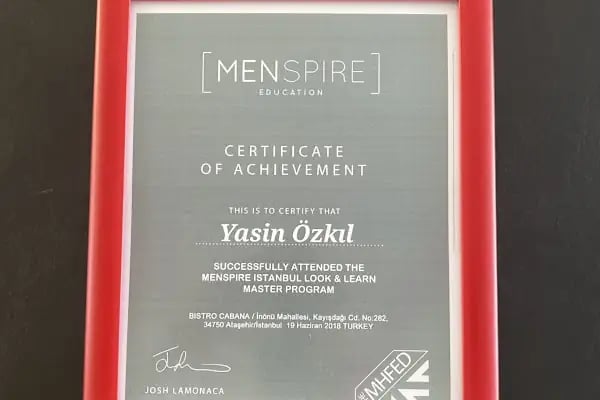 [MENSPIRE]
EDUCATION
CERTIFICATE
OF ACHIEVEMENT
THIS IS TO CERTIFY THAT
Yasin Özkıl
SUCCESSFULLY ATTENDED THE
MENSPIRE ISTANBUL LOOK & LEARN
MASTER PROGRAM
BISTRO CABANA / İnönü Mahallesi, Kayışdağı Cd. No:262,
34750 Ataşehir/İstanbul 19 Haziran 2018 TURKEY
JOSH LAMONACA
MHFED